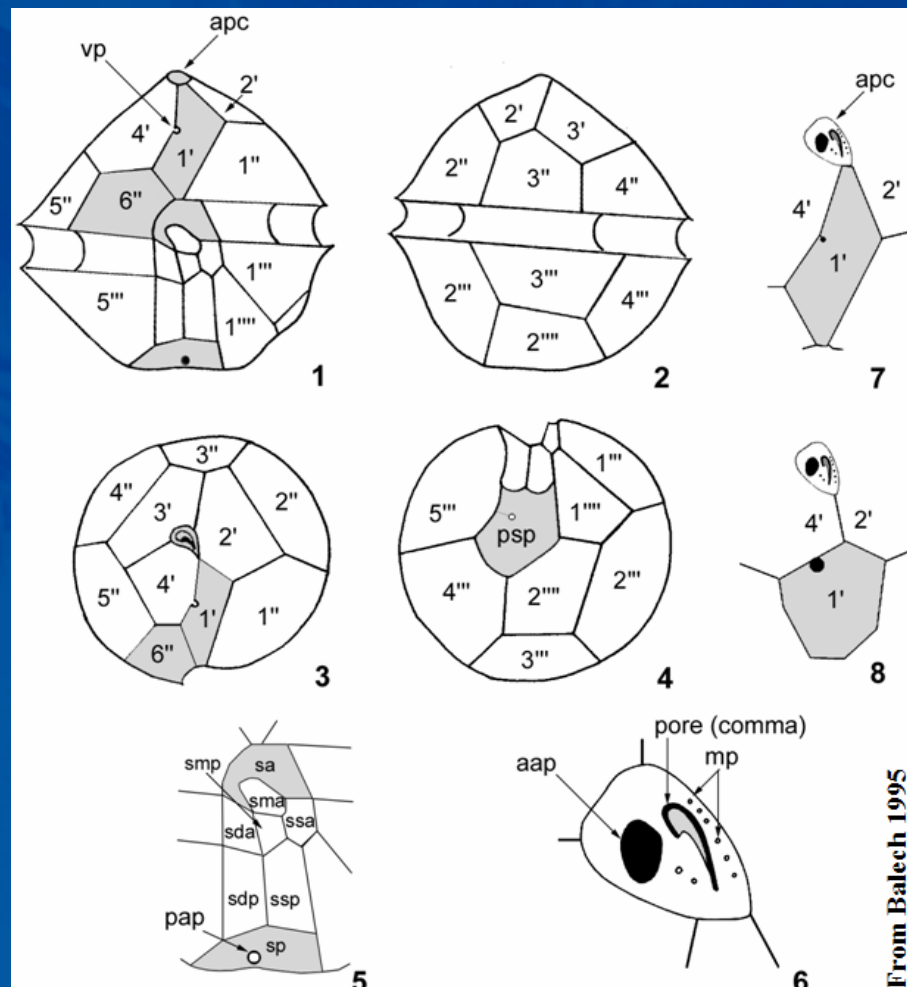 apc
vp
2'
4'
1'
1''
6''
5''
1'''
5'''
1''''
1
2'
3'
2''
3''
4''
2'''
3'''
4'''
2''''
2
apc
4'
2'
1'
7
3''
4''
2''
3'
2'
4'
5''
1'
1''
6''
3
1'''
5'''
1''''
psp
4'''
2''''
2'''
3'''
4
4'
2'
1'
8
smp
sa
sma
ssa
sda
sdp
ssp
pap
sp
5
pore (comma)
mp
aap
6
From Balech 1995